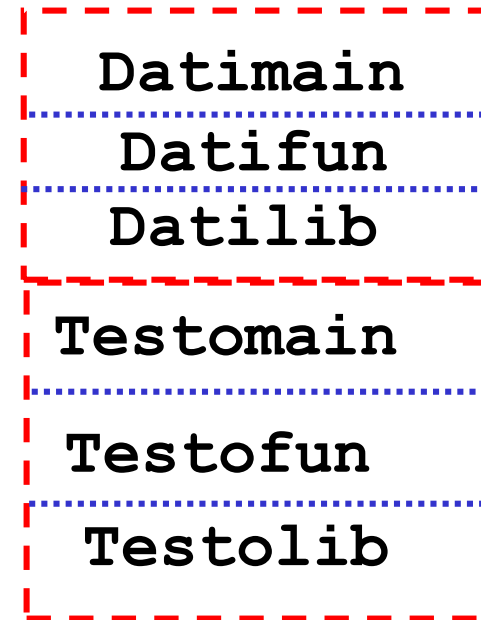 Datimain
Datifun
Datilib
Testomain
Testofun
Testolib